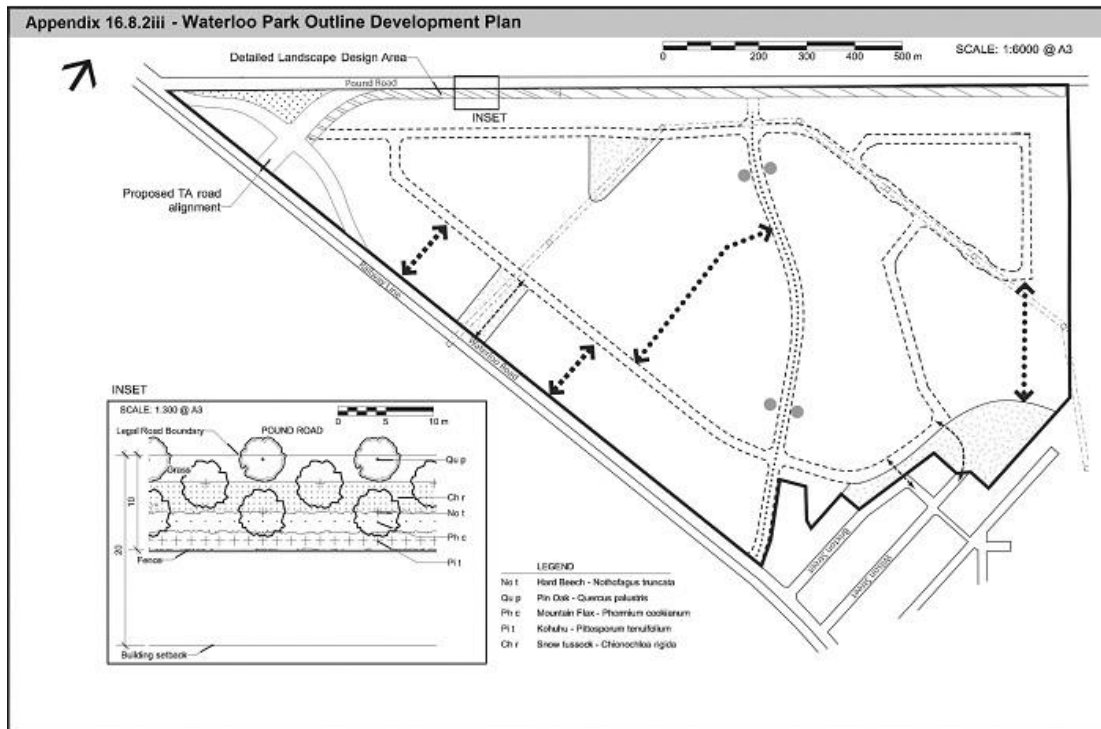 Appendix 16.8.2iii - Waterloo Park Outline Development Plan
0 200 300 400 500 m
SCALE: 1:6000 @ A3
Detailed Landscape Design Area
Pound Road
INSET
Proposed TA road
alignment
Railway Line
Waterloo Road
Brixton Street
Wilson Street
INSET
SCALE: 1:300 @ A3
0 5 10 m
Legal Road Boundary
POUND ROAD
Grass
Qu p
Ch r
No t
Ph c
Pi t
10
20
Fence
Building setback
LEGEND
No t Hard Beech - Nothofagus truncata
Qu p Pin Oak - Quercus palustris
Ph c Mountain Flax - Phormium cookianum
Pi t Kohuhu - Pittosporum tenuifolium
Ch r Snow tussock - Chionochloa rigida